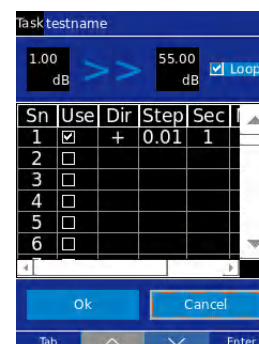 Task testname
1.00 dB >> 55.00 dB Loop
Sn Use Dir Step Sec
1 + 0.01 1
2
3
4
5
6
Ok Cancel
Tab Enter